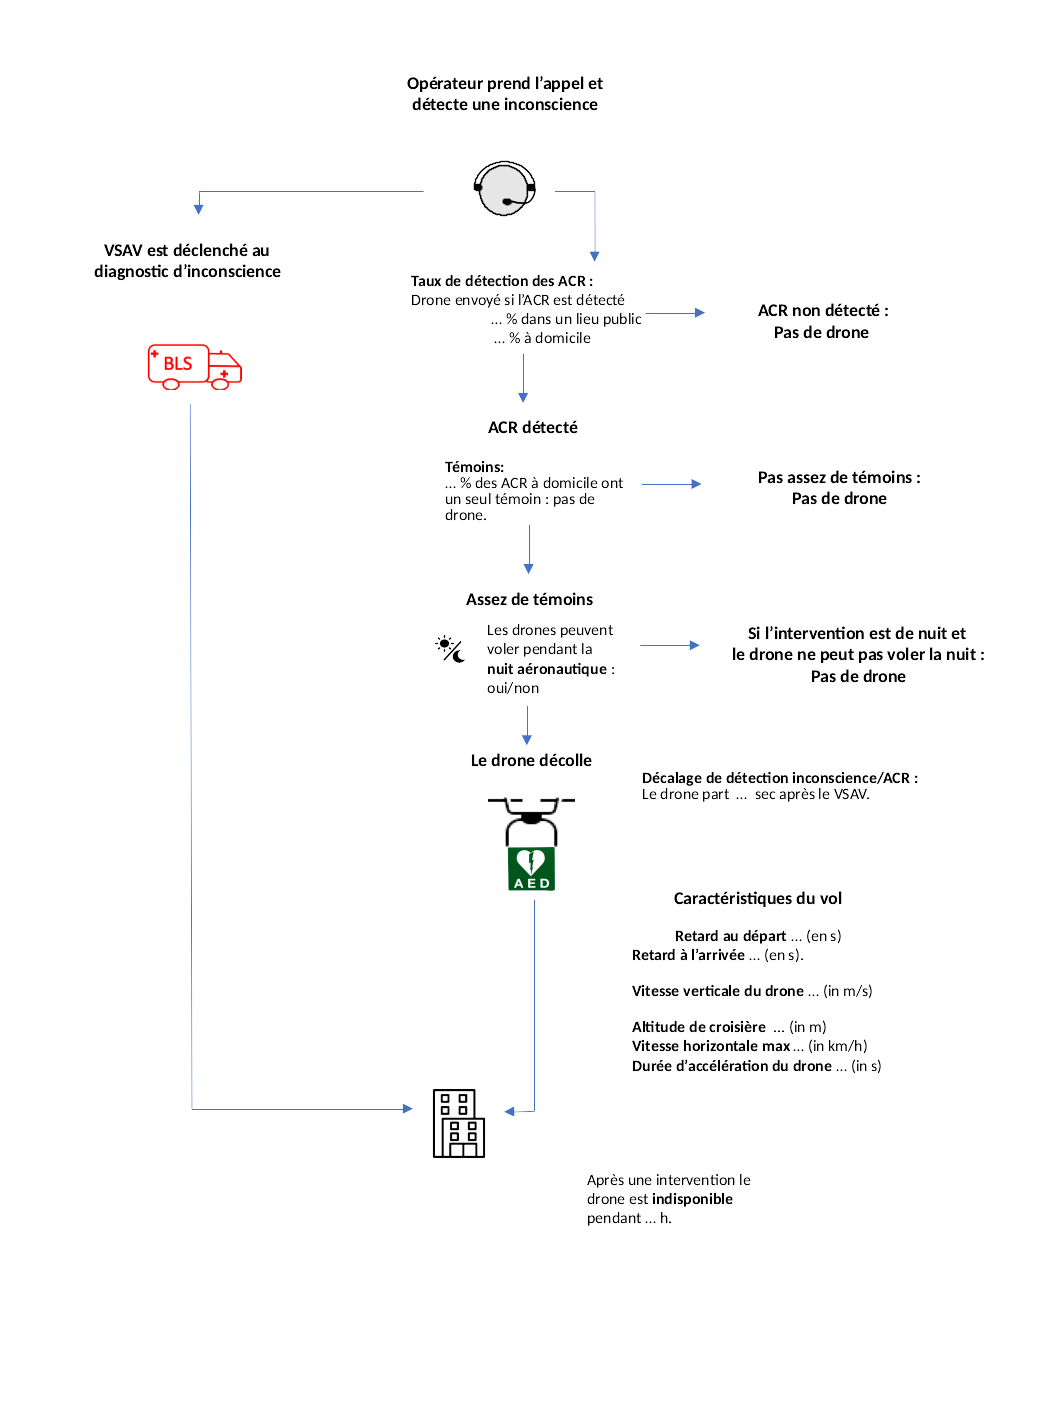 Opérateur prend l’appel et
détecte une inconscience
VSAV est déclenché au
diagnostic d’inconscience
Taux de détection des ACR :
Drone envoyé si l’ACR est détecté
... % dans un lieu public
... % à domicile
ACR non détecté :
Pas de drone
BLS
ACR détecté
Témoins:
... % des ACR à domicile ont
un seul témoin : pas de
drone.
Pas assez de témoins :
Pas de drone
Assez de témoins
Les drones peuvent
voler pendant la
nuit aéronautique :
oui/non
Si l’intervention est de nuit et
le drone ne peut pas voler la nuit :
Pas de drone
Le drone décolle
Décalage de détection inconscience/ACR :
Le drone part ... sec après le VSAV.
AED
Caractéristiques du vol
Retard au départ ... (en s)
Retard à l’arrivée ... (en s).
Vitesse verticale du drone ... (in m/s)
Altitude de croisière ... (in m)
Vitesse horizontale max ... (in km/h)
Durée d’accélération du drone ... (in s)
Après une intervention le
drone est indisponible
pendant ... h.